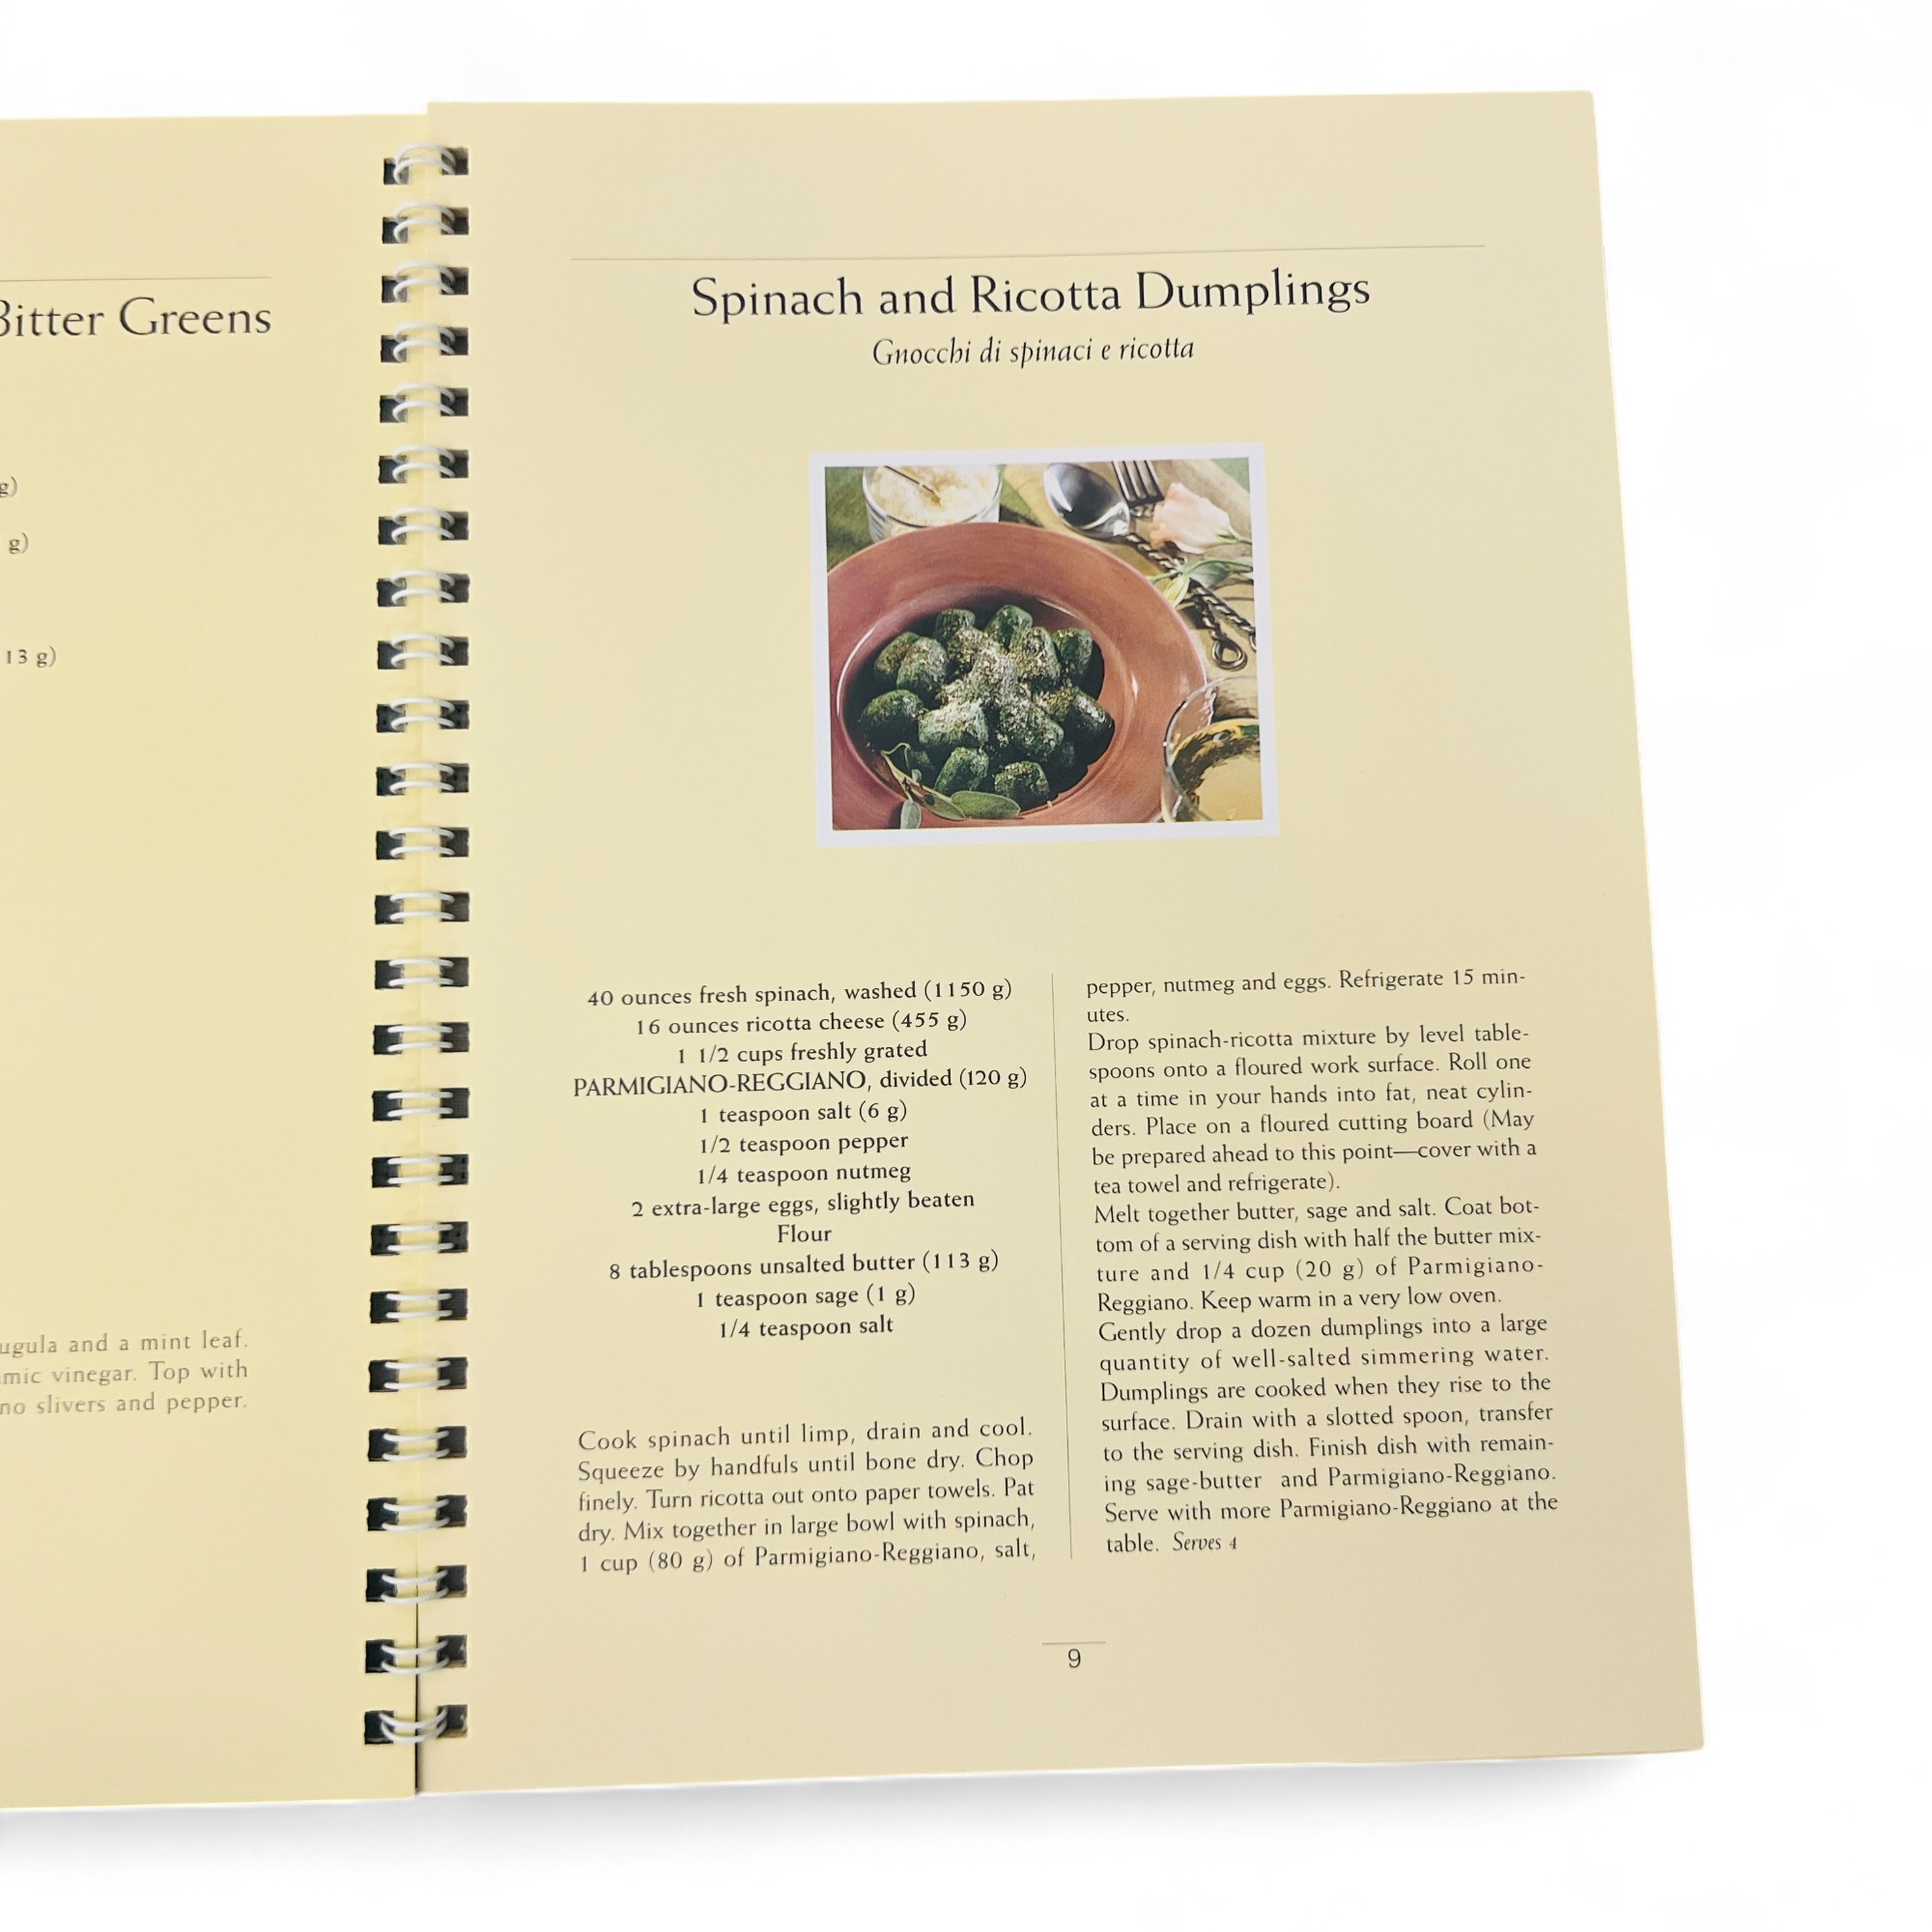 Bitter Greens
g)
g)
13 g)
and a mint leaf.
vinegar. Top with
slivers and pepper.
Spinach and Ricotta Dumplings
Gnocchi di spinaci e ricotta
40 ounces fresh spinach, washed (1150 g)
16 ounces ricotta cheese (455 g)
1 1/2 cups freshly grated
PARMIGIANO-REGGIANO, divided (120 g)
1 teaspoon salt (6 g)
1/2 teaspoon pepper
1/4 teaspoon nutmeg
2 extra-large eggs, slightly beaten
Flour
8 tablespoons unsalted butter (113 g)
1 teaspoon sage (1 g)
1/4 teaspoon salt
Cook spinach until limp, drain and cool.
Squeeze by handfuls until bone dry. Chop
finely. Turn ricotta out onto paper towels. Pat
dry. Mix together in large bowl with spinach,
1 cup (80 g) of Parmigiano-Reggiano, salt,
pepper, nutmeg and eggs. Refrigerate 15 min-
utes.
Drop spinach-ricotta mixture by level table-
spoons onto a floured work surface. Roll one
at a time in your hands into fat, neat cylin-
ders. Place on a floured cutting board (May
be prepared ahead to this point—cover with a
tea towel and refrigerate).
Melt together butter, sage and salt. Coat bot-
tom of a serving dish with half the butter mix-
ture and 1/4 cup (20 g) of Parmigiano-
Reggiano. Keep warm in a very low oven.
Gently drop a dozen dumplings into a large
quantity of well-salted simmering water.
Dumplings are cooked when they rise to the
surface. Drain with a slotted spoon, transfer
to the serving dish. Finish dish with remain-
ing sage-butter and Parmigiano-Reggiano.
Serve with more Parmigiano-Reggiano at the
table. Serves 4
9